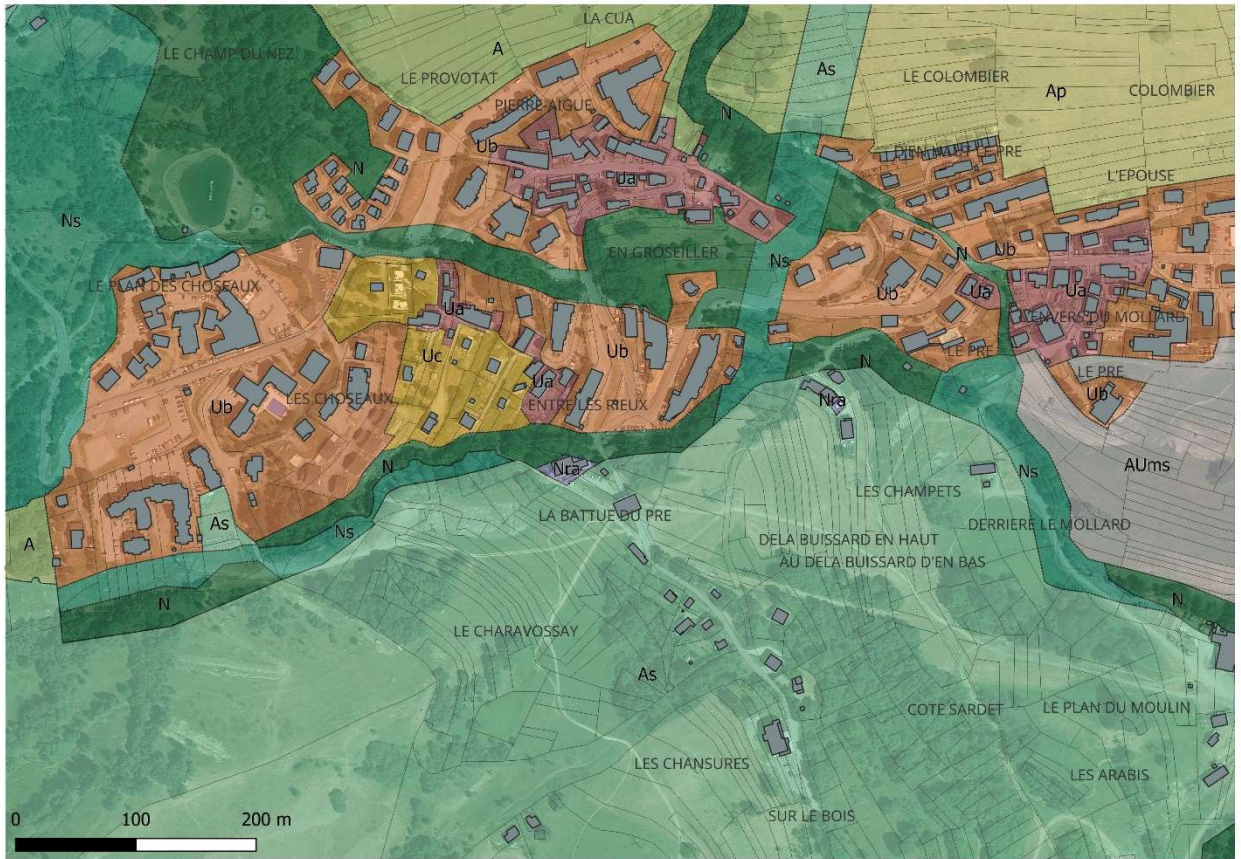 LA CUA
LE CHAMP DU NEZ
A
LE PROVOTAT
As
LE COLOMBIER
Ap
COLOMBIER
PIERRE-AIGUE
N
Ub
D'EN HAUT LE PRE
N
Ua
L'EPOUSE
Ns
EN GROSEILLER
Ns
N
Ub
LE PLAN DES CHOSEAUX
Ub
Ua
Ua
Ua
L'ENVERS DU MOLLARD
Uc
Ub
LE PRE
N
LE PRE
Ua
Ub
LES CHOSEAUX
Ub
ENTRE LES RIEUX
Nra
N
Nra
AUms
Ns
LES CHAMPETS
As
LA BATTUE DU PRE
Ns
DERRIERE LE MOLLARD
A
DELA BUISSARD EN HAUT
AU DELA BUISSARD D'EN BAS
N
N
LE CHARAVOSSAY
As
COTE SARDET
LE PLAN DU MOULIN
LES CHANSURES
LES ARABIS
0 100 200 m
SUR LE BOIS